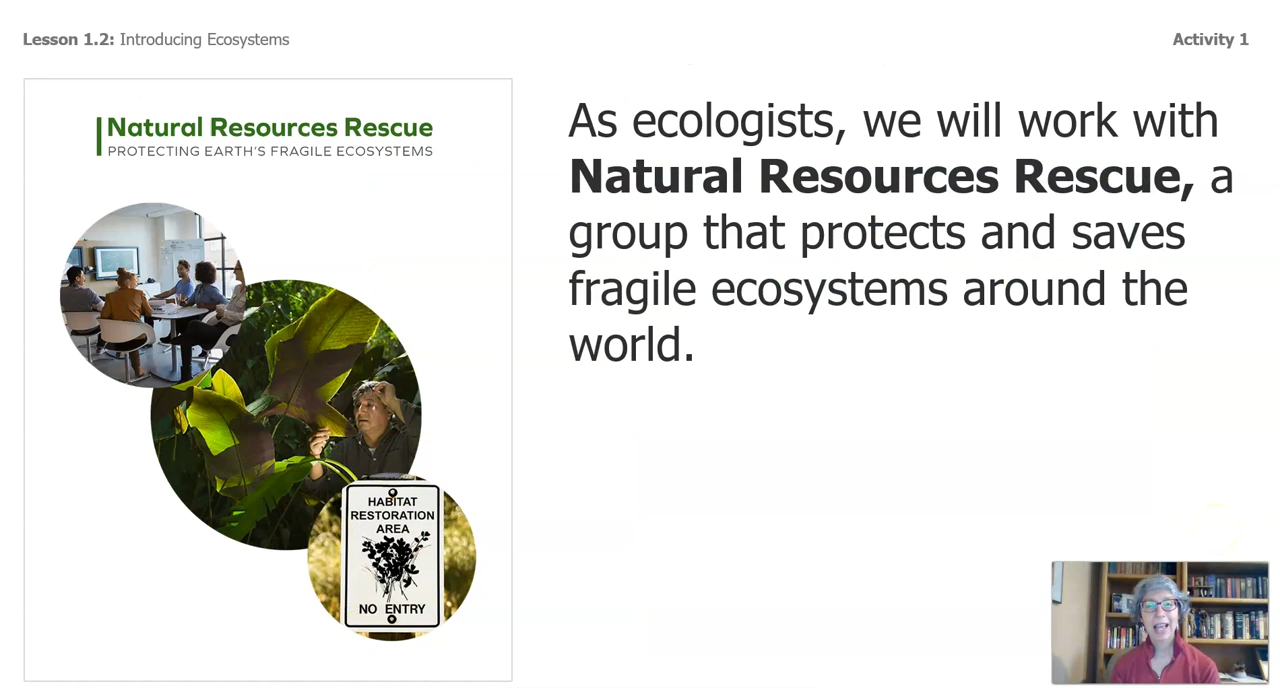 Lesson 1.2: Introducing Ecosystems
Activity 1
Natural Resources Rescue
PROTECTING EARTH'S FRAGILE ECOSYSTEMS
As ecologists, we will work with
Natural Resources Rescue, a
group that protects and saves
fragile ecosystems around the
world.
HABITAT
RESTORATION
AREA
NO ENTRY